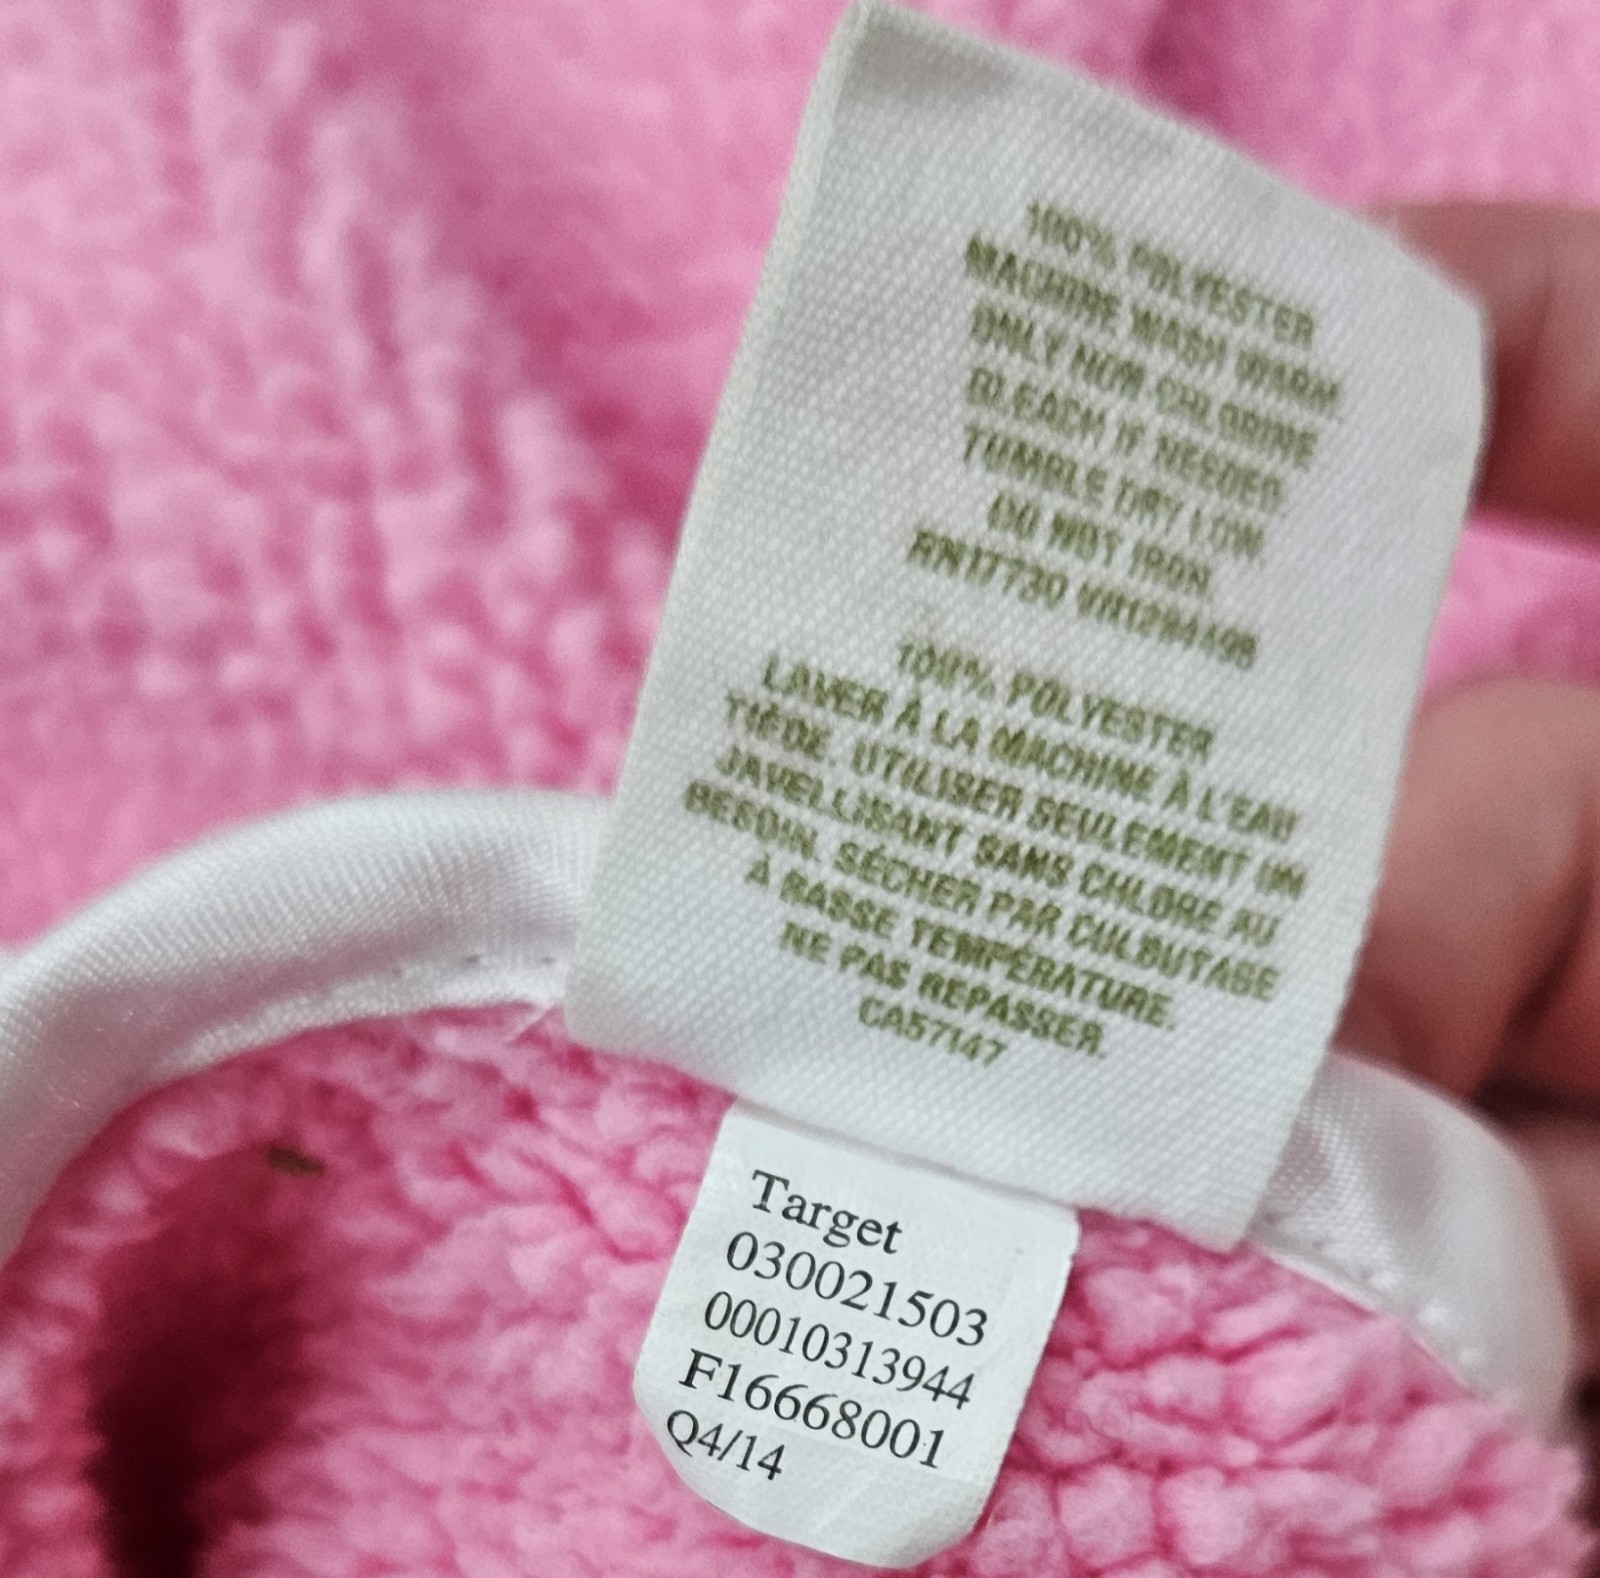 100% POLYESTER
MACHINE WASH WARM
ONLY NON CHLORINE
BLEACH IF NEEDED
TUMBLE DRY LOW
DO NOT IRON
RN17730
100% POLYESTER
LAVER À LA MACHINE À L'EAU
TIÈDE. UTILISER SEULEMENT UN
JAVELLISANT SANS CHLORE AU
BESOIN. SÉCHER PAR CULBUTAGE
À BASSE TEMPÉRATURE.
NE PAS REPASSER.
CA57147
Target
030021503
00010313944
F16668001
Q4/14